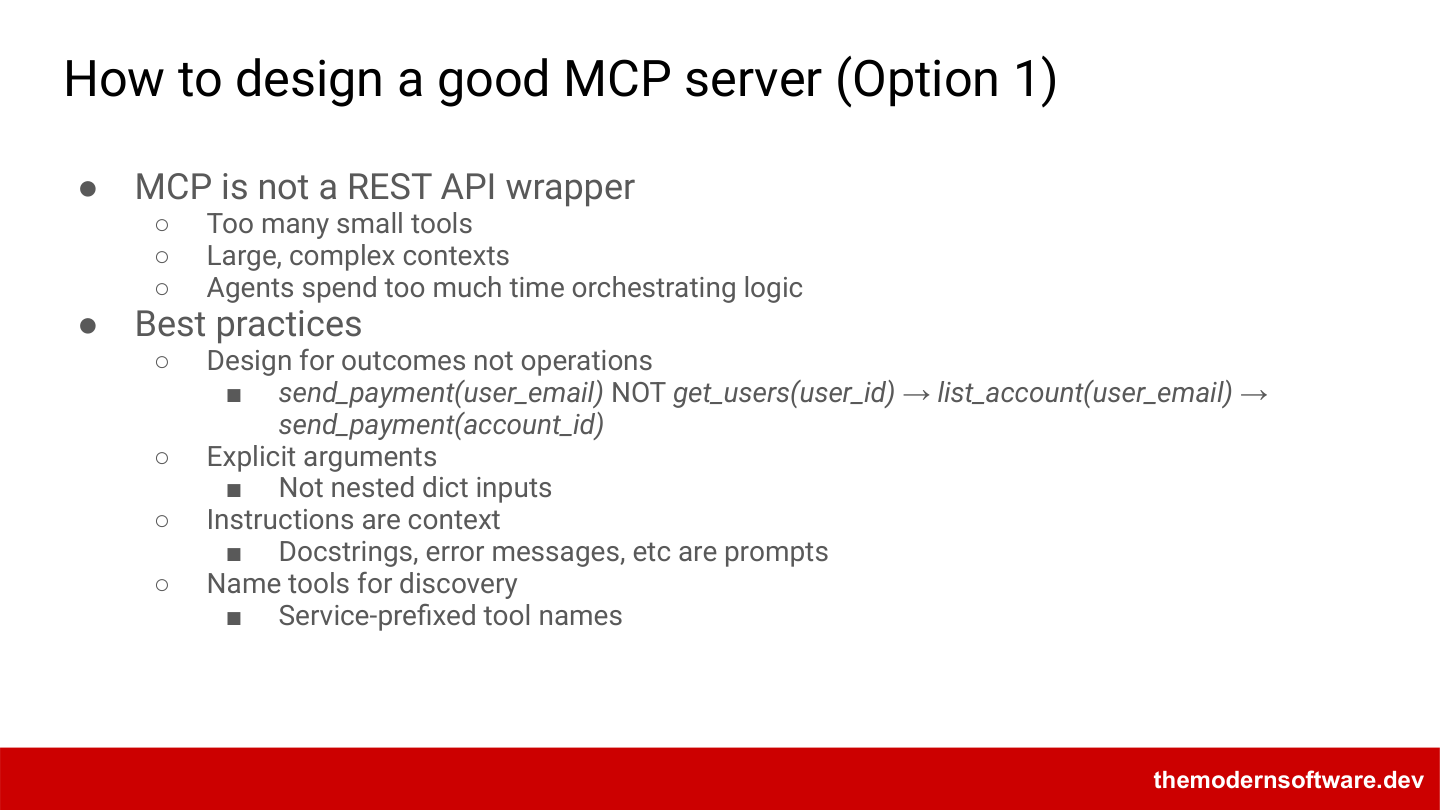 How to design a good MCP server (Option 1)
● MCP is not a REST API wrapper
○ Too many small tools
○ Large, complex contexts
○ Agents spend too much time orchestrating logic
● Best practices
○ Design for outcomes not operations
■ send_payment(user_email) NOT get_users(user_id) → list_account(user_email) →
send_payment(account_id)
○ Explicit arguments
■ Not nested dict inputs
○ Instructions are context
■ Docstrings, error messages, etc are prompts
○ Name tools for discovery
■ Service-prefixed tool names
themodernsoftware.dev